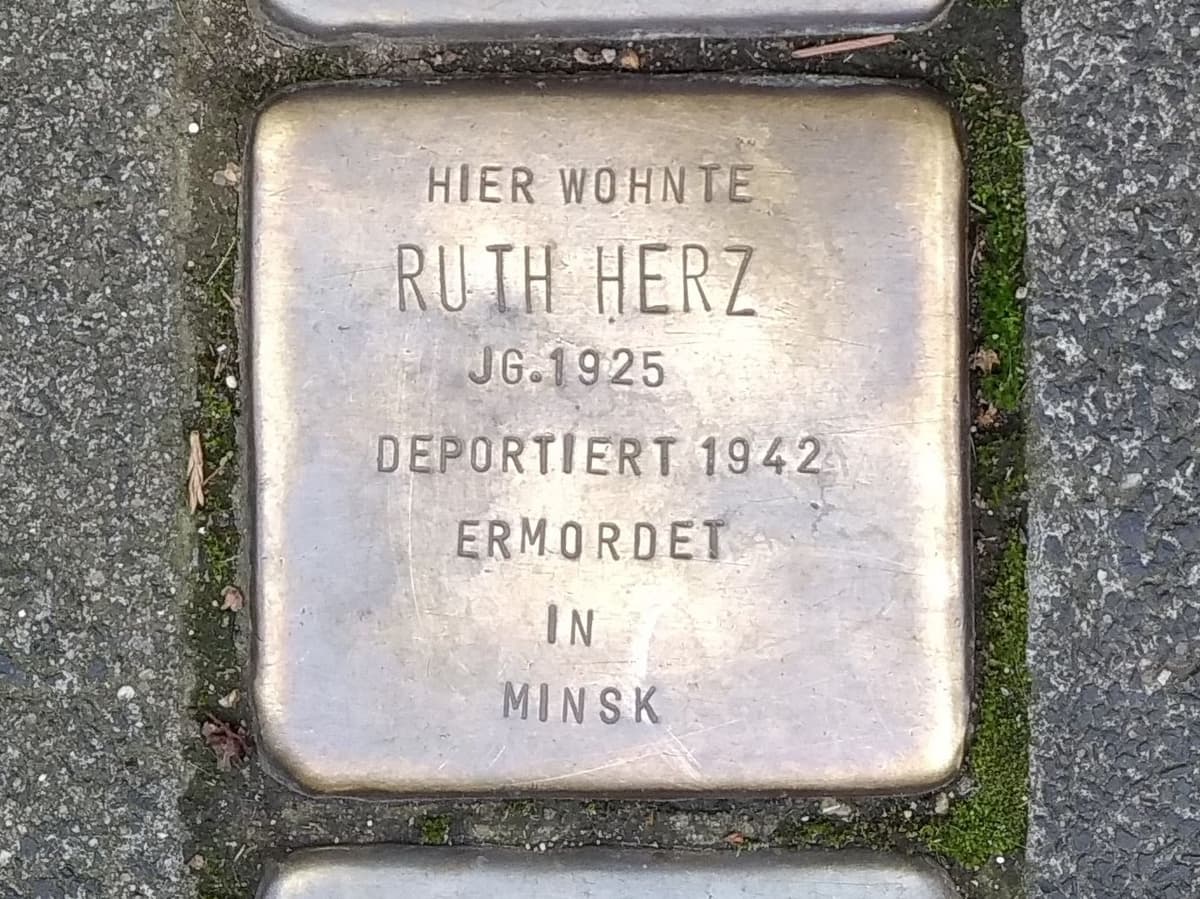 HIER WOHNTE
RUTH HERZ
JG.1925
DEPORTIERT 1942
ERMORDET
IN
MINSK